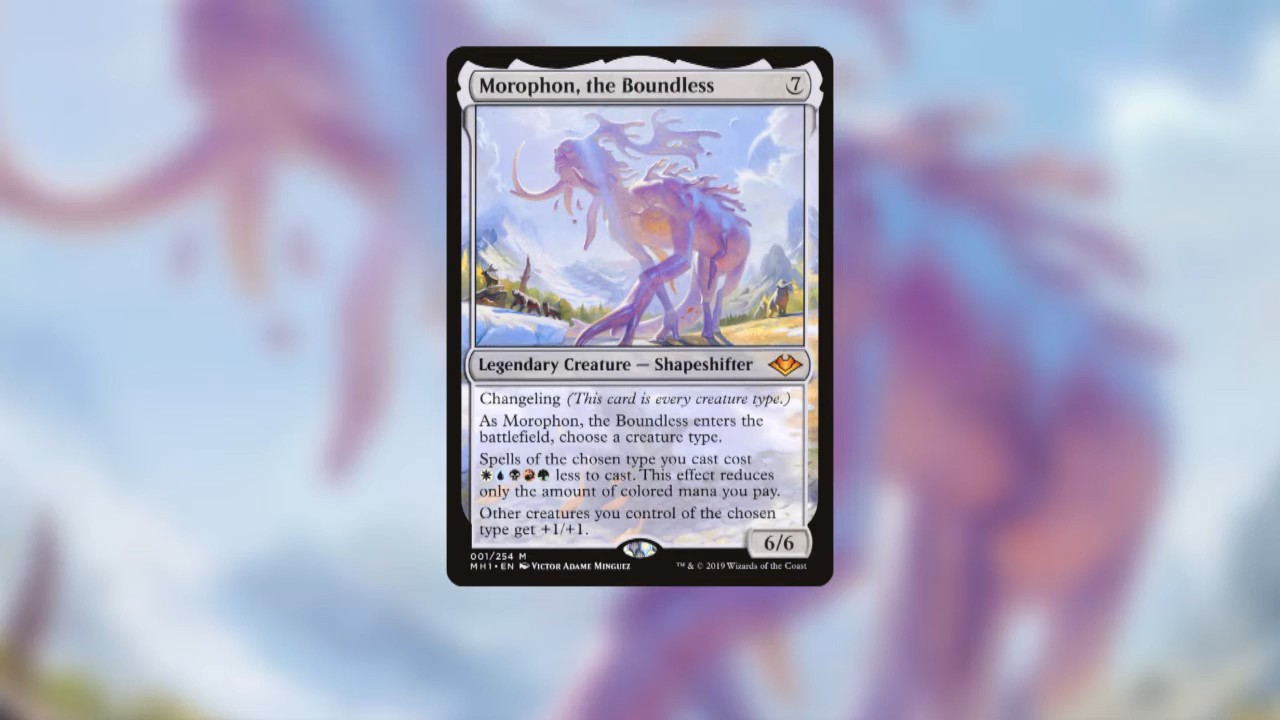 Morophon, the Boundless 7
Legendary Creature — Shapeshifter
Changeling (This card is every creature type.)
As Morophon, the Boundless enters the
battlefield, choose a creature type.
Spells of the chosen type you cast cost
less to cast. This effect reduces
only the amount of colored mana you pay.
Other creatures you control of the chosen
type get +1/+1.
6/6
001/254 M
MH1 • EN Victor Adame Minguez
™ & © 2019 Wizards of the Coast